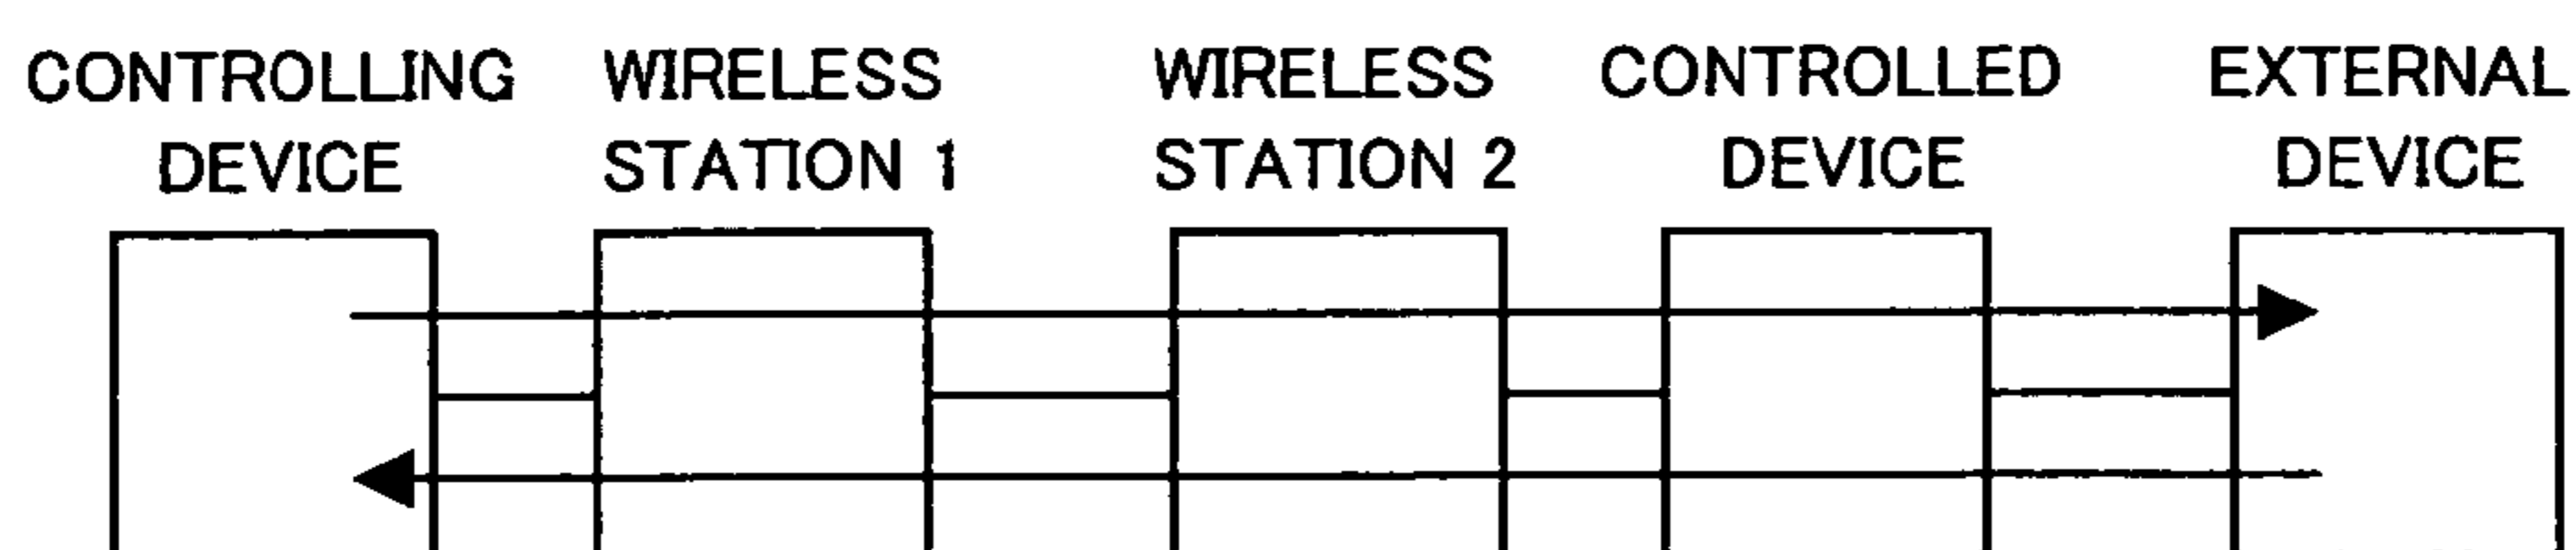 CONTROLLING DEVICE
WIRELESS STATION 1
WIRELESS STATION 2
CONTROLLED DEVICE
EXTERNAL DEVICE